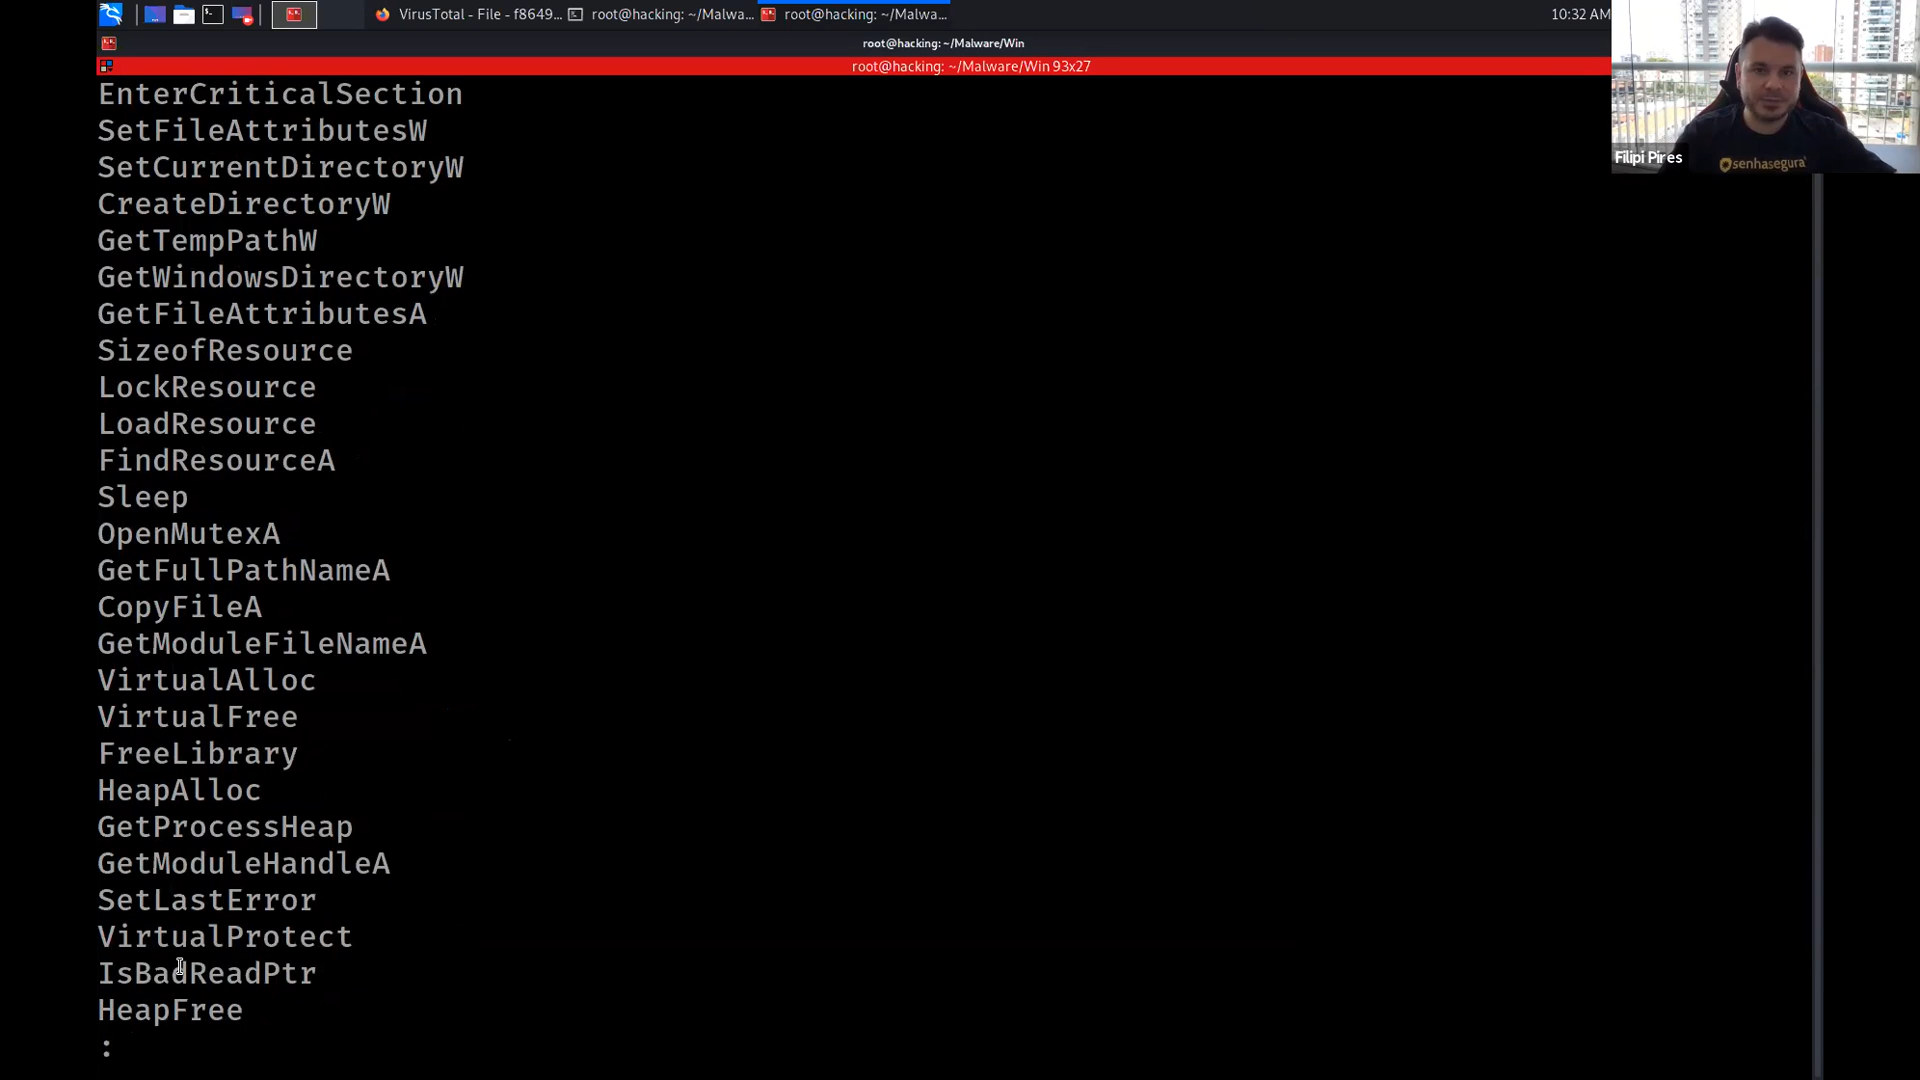 VirusTotal - File - f8649...
root@hacking: ~/Malwa...
root@hacking: ~/Malwa...
10:32 AM
root@hacking: ~/Malware/Win
root@hacking: ~/Malware/Win 93x27
EnterCriticalSection
SetFileAttributesW
SetCurrentDirectoryW
CreateDirectoryW
GetTempPathW
GetWindowsDirectoryW
GetFileAttributesA
SizeofResource
LockResource
LoadResource
FindResourceA
Sleep
OpenMutexA
GetFullPathNameA
CopyFileA
GetModuleFileNameA
VirtualAlloc
VirtualFree
FreeLibrary
HeapAlloc
GetProcessHeap
GetModuleHandleA
SetLastError
VirtualProtect
IsBadReadPtr
HeapFree
:
Filipi Pires
senhasegura